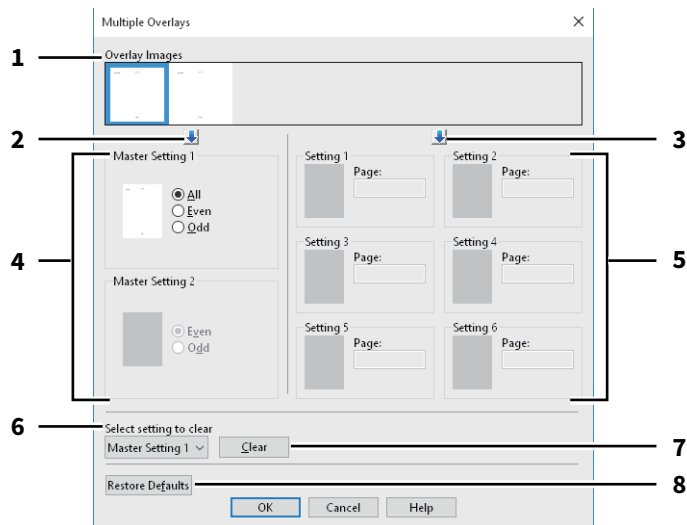 Multiple Overlays
1
Overlay Images
2
3
Master Setting 1
Setting 1
Setting 2
Page:
Page:
All
Even
Odd
4
5
Setting 3
Setting 4
Page:
Page:
Master Setting 2
Even
Odd
Setting 5
Setting 6
Page:
Page:
6
Select setting to clear
Master Setting 1
Clear
7
Restore Defaults
8
OK
Cancel
Help